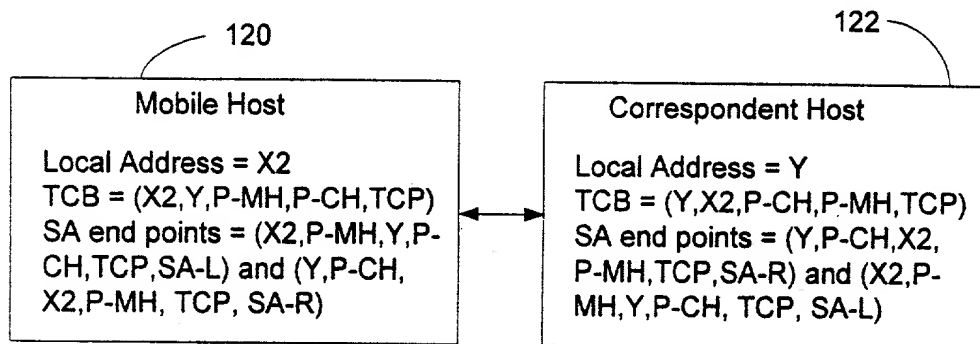 120
122
Mobile Host
Local Address = X2
TCB = (X2,Y,P-MH,P-CH,TCP)
SA end points = (X2,P-MH,Y,P-
CH,TCP,SA-L) and (Y,P-CH,
X2,P-MH, TCP, SA-R)
Correspondent Host
Local Address = Y
TCB = (Y,X2,P-CH,P-MH,TCP)
SA end points = (Y,P-CH,X2,
P-MH,TCP,SA-R) and (X2,P-
MH,Y,P-CH, TCP, SA-L)